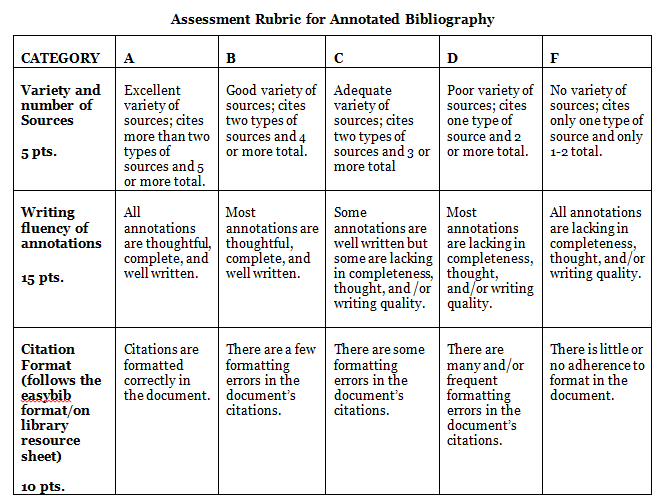 Assessment Rubric for Annotated Bibliography
CATEGORY
A
B
C
D
F
Variety and
number of
Sources
5 pts.
Excellent
variety of
sources; cites
more than two
types of
sources and 5
or more total.
Good variety of
sources; cites
two types of
sources and 4
or more total.
Adequate
variety of
sources; cites
two types of
sources and 3 or
more total
Poor variety of
sources; cites
one type of
source and 2
or more total.
No variety of
sources; cites
only one type of
source and only
1-2 total.
Writing
fluency of
annotations
15 pts.
All
annotations
are thoughtful,
complete, and
well written.
Most
annotations are
thoughtful,
complete, and
well written.
Some
annotations are
well written but
some are lacking
in completeness,
thought, and /or
writing quality.
Most
annotations
are lacking in
completeness,
thought,
and/or writing
quality.
All annotations
are lacking in
completeness,
thought, and/or
writing quality.
Citation
Format
(follows the
easybib
format/on
library
resource
sheet)
10 pts.
Citations are
formatted
correctly in
the document.
There are a few
formatting
errors in the
document's
citations.
There are some
formatting
errors in the
document's
citations.
There are
many and/or
frequent
formatting
errors in the
document's
citations.
There is little or
no adherence to
format in the
document.